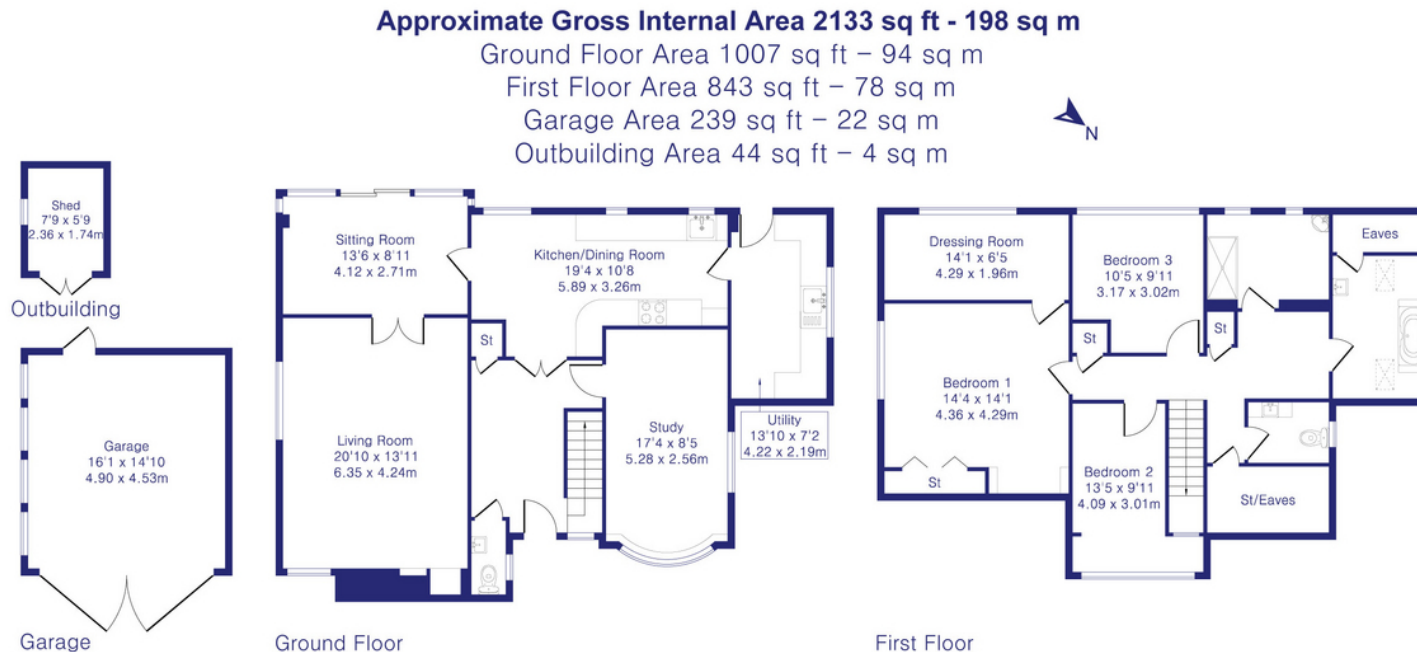 Approximate Gross Internal Area 2133 sq ft - 198 sq m
Ground Floor Area 1007 sq ft – 94 sq m
First Floor Area 843 sq ft – 78 sq m
Garage Area 239 sq ft – 22 sq m
Outbuilding Area 44 sq ft – 4 sq m
N
Shed
7'9 x 5'9
2.36 x 1.74m
Outbuilding
Garage
16'1 x 14'10
4.90 x 4.53m
Garage
Sitting Room
13'6 x 8'11
4.12 x 2.71m
Kitchen/Dining Room
19'4 x 10'8
5.89 x 3.26m
St
Living Room
20'10 x 13'11
6.35 x 4.24m
Study
17'4 x 8'5
5.28 x 2.56m
Utility
13'10 x 7'2
4.22 x 2.19m
Ground Floor
Dressing Room
14'1 x 6'5
4.29 x 1.96m
Bedroom 3
10'5 x 9'11
3.17 x 3.02m
Eaves
St
St
Bedroom 1
14'4 x 14'1
4.36 x 4.29m
St
Bedroom 2
13'5 x 9'11
4.09 x 3.01m
St/Eaves
First Floor